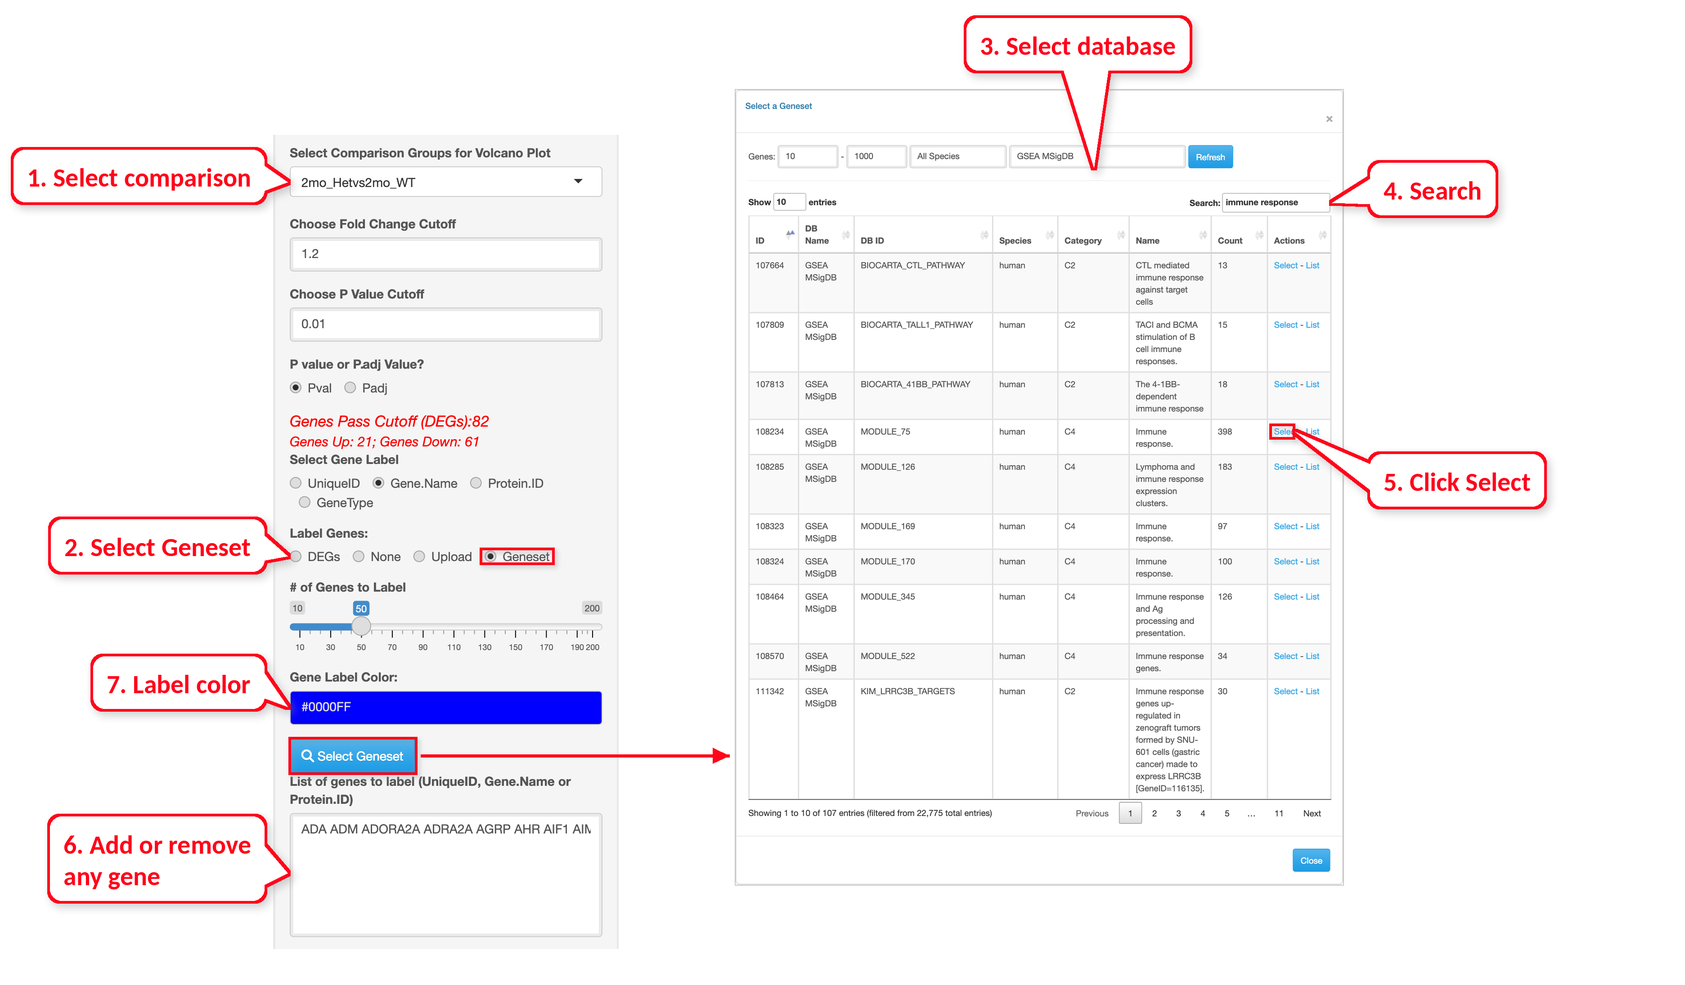 3. Select database
1. Select comparison
Select Comparison Groups for Volcano Plot
2mo_Hetvs2mo_WT
Choose Fold Change Cutoff
1.2
Choose P Value Cutoff
0.01
P value or P.adj Value?
Pval Padj
Genes Pass Cutoff (DEGs):82
Genes Up: 21; Genes Down: 61
Select Gene Label
UniqueID Gene.Name Protein.ID
GeneType
2. Select Geneset
Label Genes:
DEGs None Upload Geneset
# of Genes to Label
10 50 200
10 30 50 70 90 110 130 150 170 190 200
7. Label color
Gene Label Color:
#0000FF
Select Geneset
List of genes to label (UniqueID, Gene.Name or
Protein.ID)
6. Add or remove
any gene
ADA ADM ADORA2A ADRA2A AGRP AHR AIF1 AIM
Select a Geneset
×
Genes: 10 - 1000 All Species GSEA MSigDB Refresh
4. Search
Show 10 entries
Search: immune response
ID DB Name DB ID Species Category Name Count Actions
107664 GSEA MSigDB BIOCARTA_CTL_PATHWAY human C2 CTL mediated immune response against target cells 13 Select - List
107809 GSEA MSigDB BIOCARTA_TALL1_PATHWAY human C2 TACI and BCMA stimulation of B cell immune responses. 15 Select - List
107813 GSEA MSigDB BIOCARTA_41BB_PATHWAY human C2 The 4-1BB-dependent immune response 18 Select - List
108234 GSEA MSigDB MODULE_75 human C4 Immune response. 398 Select - List
5. Click Select
108285 GSEA MSigDB MODULE_126 human C4 Lymphoma and immune response expression clusters. 183 Select - List
108323 GSEA MSigDB MODULE_169 human C4 Immune response. 97 Select - List
108324 GSEA MSigDB MODULE_170 human C4 Immune response. 100 Select - List
108464 GSEA MSigDB MODULE_345 human C4 Immune response and Ag processing and presentation. 126 Select - List
108570 GSEA MSigDB MODULE_522 human C4 Immune response genes. 34 Select - List
111342 GSEA MSigDB KIM_LRRC3B_TARGETS human C2 Immune response genes up-regulated in zenograft tumors formed by SNU-601 cells (gastric cancer) made to express LRRC3B [GeneID=116135]. 30 Select - List
Showing 1 to 10 of 107 entries (filtered from 22,775 total entries)
Previous 1 2 3 4 5 … 11 Next
Close